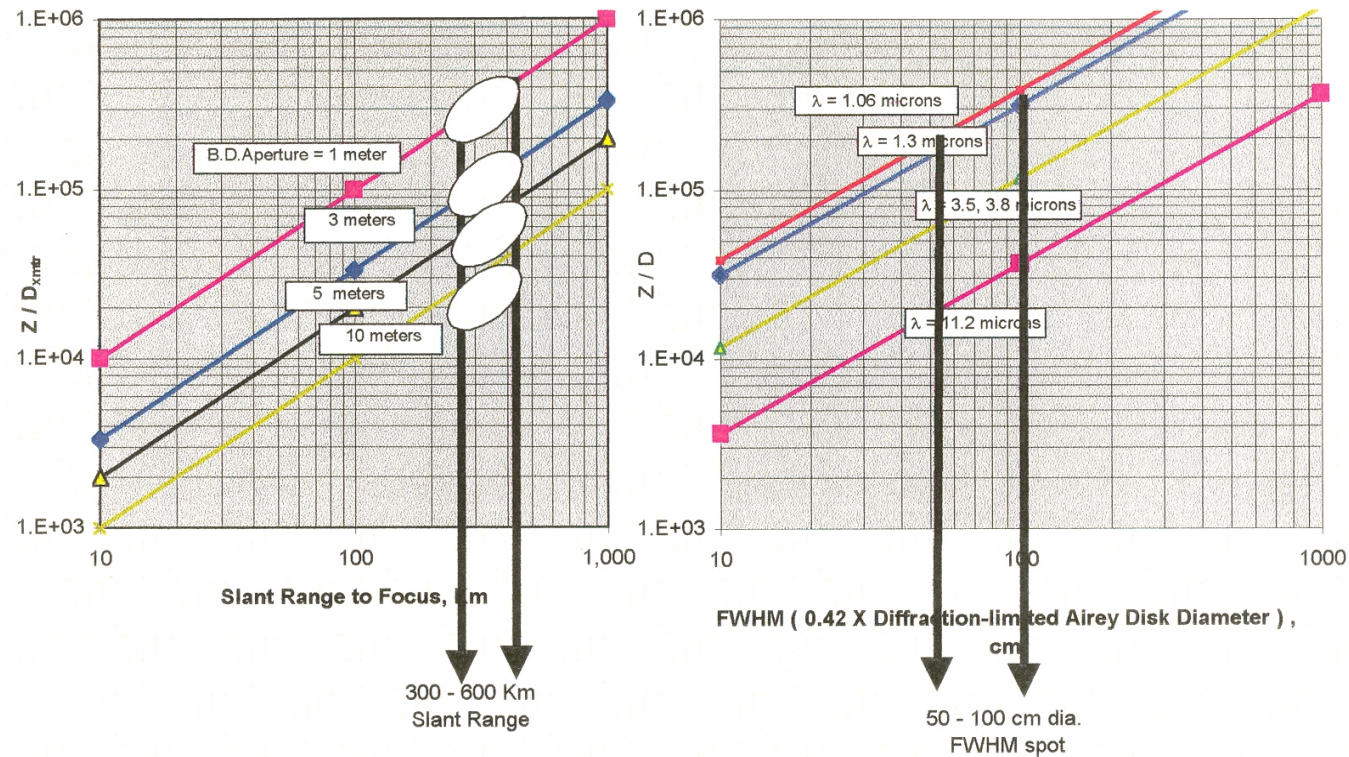 1.E+06
1.E+05
1.E+04
1.E+03
Z / Dxmtr
B.D.Aperture = 1 meter
3 meters
5 meters
10 meters
10
100
1,000
Slant Range to Focus, Km
300 - 600 Km
Slant Range
1.E+06
1.E+05
1.E+04
1.E+03
Z / D
λ = 1.06 microns
λ = 1.3 microns
λ = 3.5, 3.8 microns
λ = 11.2 microns
10
100
1000
FWHM ( 0.42 X Diffraction-limited Airey Disk Diameter ) ,
cm
50 - 100 cm dia.
FWHM spot